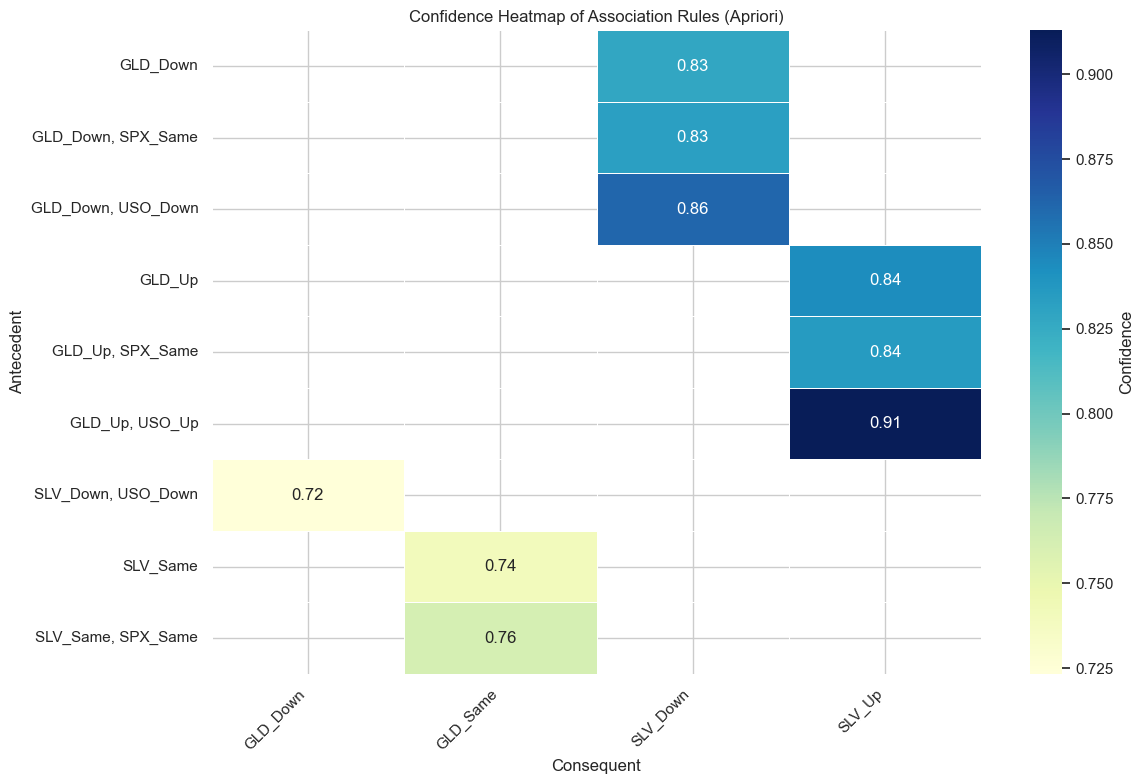 Confidence Heatmap of Association Rules (Apriori)
GLD_Down
0.83
GLD_Down, SPX_Same
0.83
GLD_Down, USO_Down
0.86
GLD_Up
0.84
GLD_Up, SPX_Same
0.84
GLD_Up, USO_Up
0.91
SLV_Down, USO_Down
0.72
SLV_Same
0.74
SLV_Same, SPX_Same
0.76
Antecedent
GLD_Down
GLD_Same
SLV_Down
SLV_Up
Consequent
0.900
0.875
0.850
0.825
0.800
0.775
0.750
0.725
Confidence